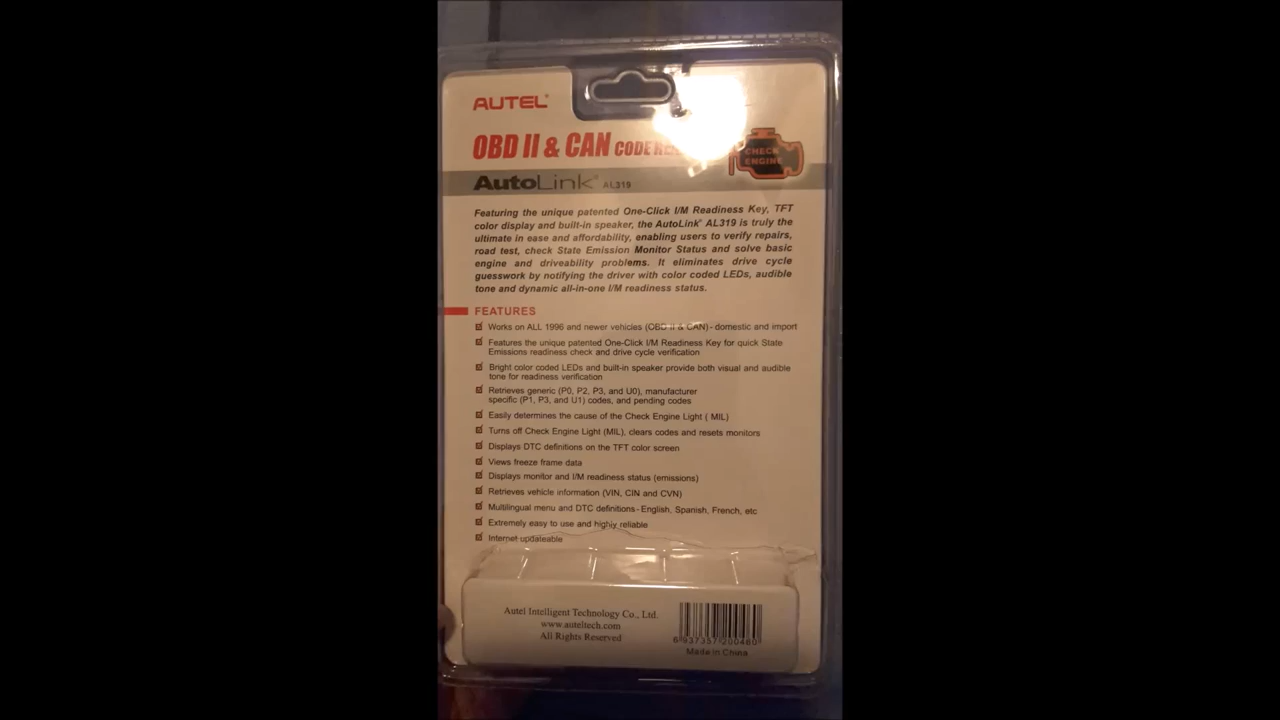 AUTEL®
OBD II & CAN CODE
CHECK
ENGINE
AutoLink® AL319
Featuring the unique patented One-Click I/M Readiness Key, TFT
color display and built-in speaker, the AutoLink® AL319 is truly the
ultimate in ease and affordability, enabling users to verify repairs,
road test, check State Emission Monitor Status and solve basic
engine and driveability problems. It eliminates drive cycle
guesswork by notifying the driver with color coded LEDs, audible
tone and dynamic all-in-one I/M readiness status.
FEATURES
Works on ALL 1996 and newer vehicles (OBD II & CAN) - domestic and import
Features the unique patented One-Click I/M Readiness Key for quick State
Emissions readiness check and drive cycle verification
Bright color coded LEDs and built-in speaker provide both visual and audible
tone for readiness verification
Retrieves generic (P0, P2, P3, and U0), manufacturer
specific (P1, P3, and U1) codes, and pending codes
Easily determines the cause of the Check Engine Light ( MIL)
Turns off Check Engine Light (MIL), clears codes and resets monitors
Displays DTC definitions on the TFT color screen
Views freeze frame data
Displays monitor and I/M readiness status (emissions)
Retrieves vehicle information (VIN, CIN and CVN)
Multilingual menu and DTC definitions - English, Spanish, French, etc
Extremely easy to use and highly reliable
Internet updateable
Autel Intelligent Technology Co., Ltd.
www.auteltech.com
All Rights Reserved
6 937357 200480
Made in China